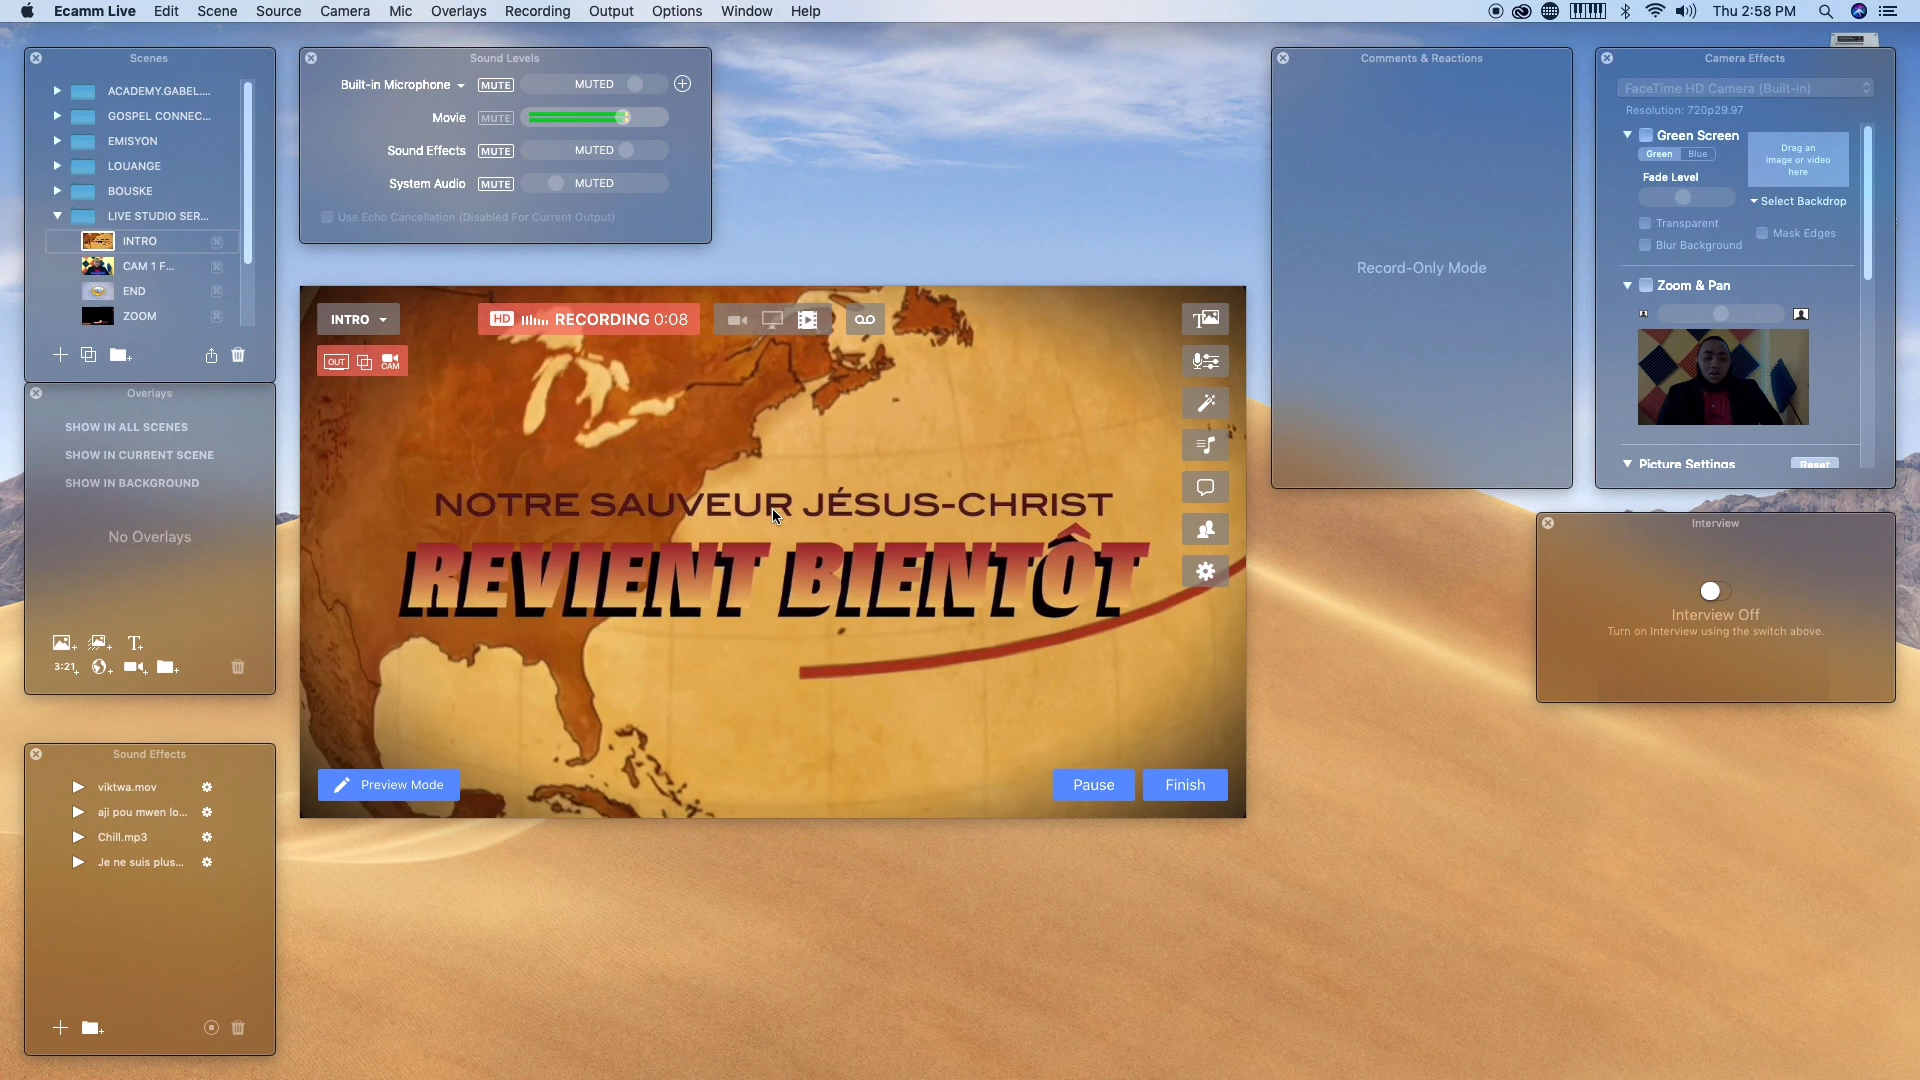 Ecamm Live Edit Scene Source Camera Mic Overlays Recording Output Options Window Help Thu 2:58 PM
Scenes
ACADEMY.GABEL....
GOSPEL CONNEC...
EMISYON
LOUANGE
BOUSKE
LIVE STUDIO SER...
INTRO
CAM 1 F...
END
ZOOM
Overlays
SHOW IN ALL SCENES
SHOW IN CURRENT SCENE
SHOW IN BACKGROUND
No Overlays
3:21
Sound Effects
viktwa.mov
aji pou mwen lo...
Chill.mp3
Je ne suis plus...
Sound Levels
Built-in Microphone MUTE MUTED
Movie MUTE
Sound Effects MUTE MUTED
System Audio MUTE MUTED
Use Echo Cancellation (Disabled For Current Output)
INTRO HD RECORDING 0:08
OUT CAM
NOTRE SAUVEUR JÉSUS-CHRIST
REVIENT BIENTÔT
Preview Mode Pause Finish
Comments & Reactions
Record-Only Mode
Camera Effects
FaceTime HD Camera (Built-in)
Resolution: 720p29.97
Green Screen
Green Blue
Drag an
image or video
here
Fade Level
Select Backdrop
Transparent
Mask Edges
Blur Background
Zoom & Pan
Picture Settings Reset
Interview
Interview Off
Turn on Interview using the switch above.